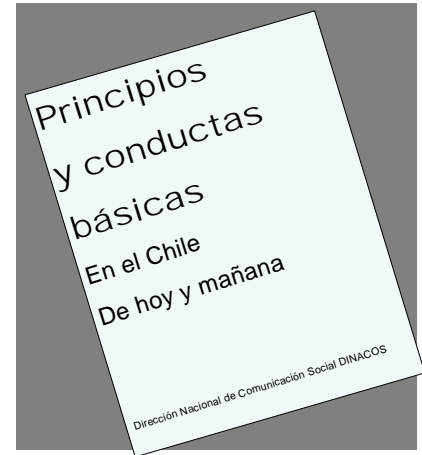 Principios
y conductas
básicas
En el Chile
De hoy y mañana
Dirección Nacional de Comunicación Social DINACOS